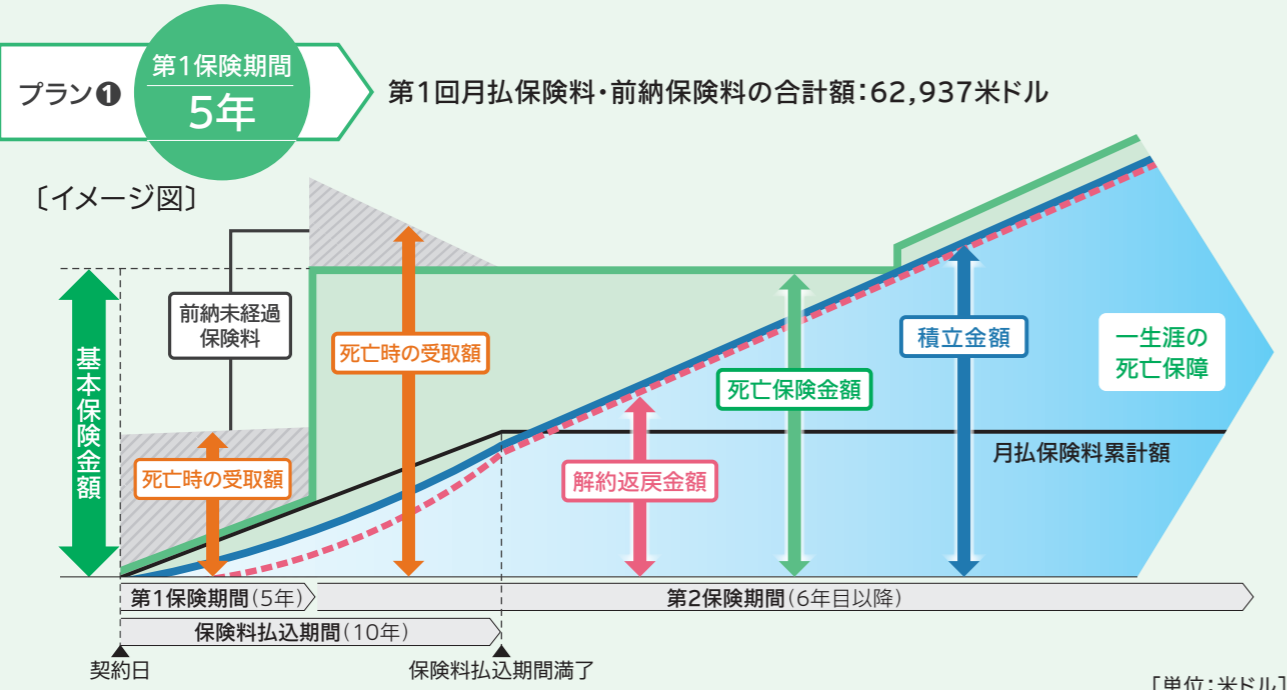 プラン❶
第1保険期間
5年
第1回月払保険料・前納保険料の合計額：62,937米ドル
〔イメージ図〕
基本保険金額
前納未経過
保険料
死亡時の受取額
死亡時の受取額
解約返戻金額
死亡保険金額
積立金額
一生涯の
死亡保障
月払保険料累計額
第1保険期間（5年）
第2保険期間（6年目以降）
保険料払込期間（10年）
契約日
保険料払込期間満了
［単位：米ドル］